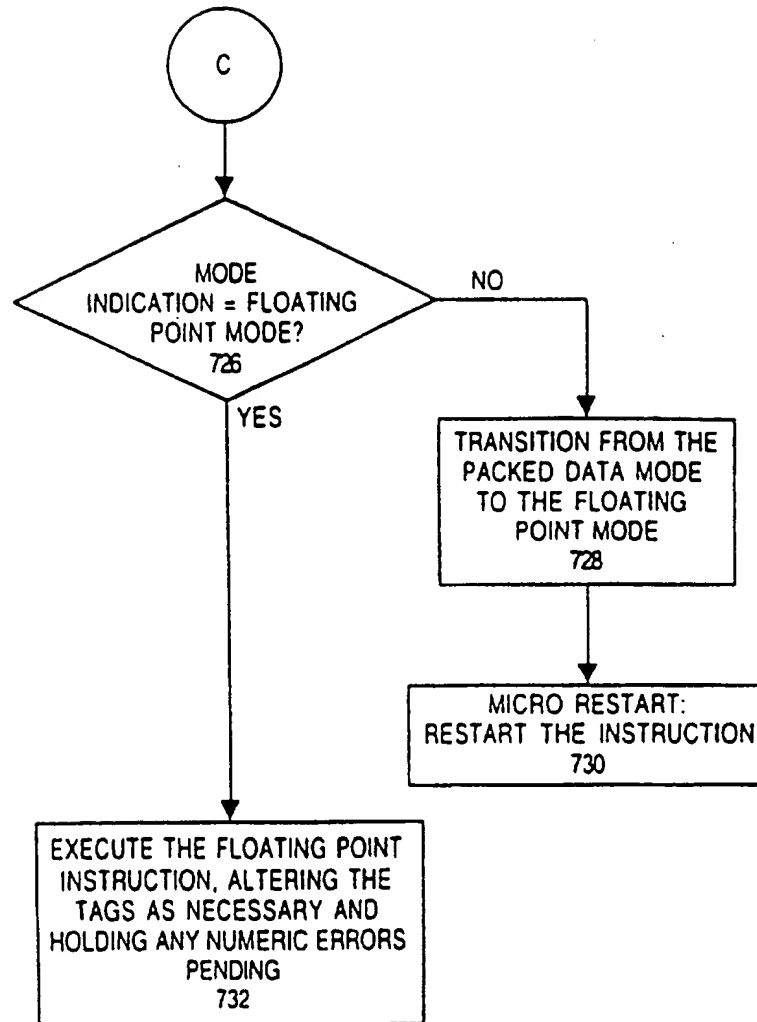 C
MODE
INDICATION = FLOATING
POINT MODE?
726
NO
YES
TRANSITION FROM THE
PACKED DATA MODE
TO THE FLOATING
POINT MODE
728
MICRO RESTART:
RESTART THE INSTRUCTION
730
EXECUTE THE FLOATING POINT
INSTRUCTION, ALTERING THE
TAGS AS NECESSARY AND
HOLDING ANY NUMERIC ERRORS
PENDING
732